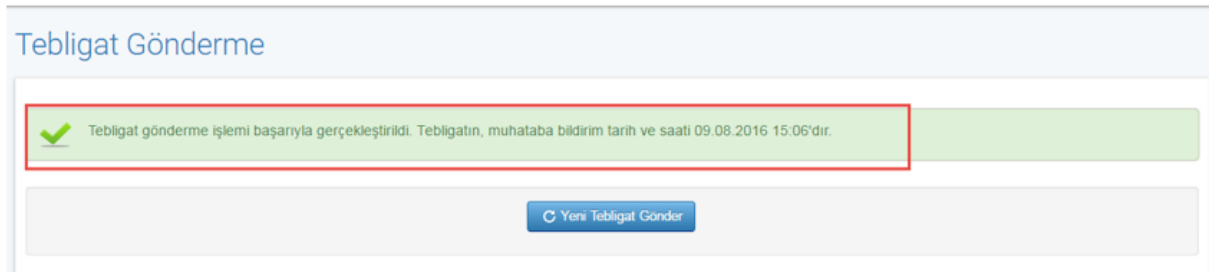 Tebligat Gönderme
Tebligat gönderme işlemi başarıyla gerçekleştirildi. Tebligatın, muhataba bildirim tarih ve saati 09.08.2016 15:06'dır.
Yeni Tebligat Gönder